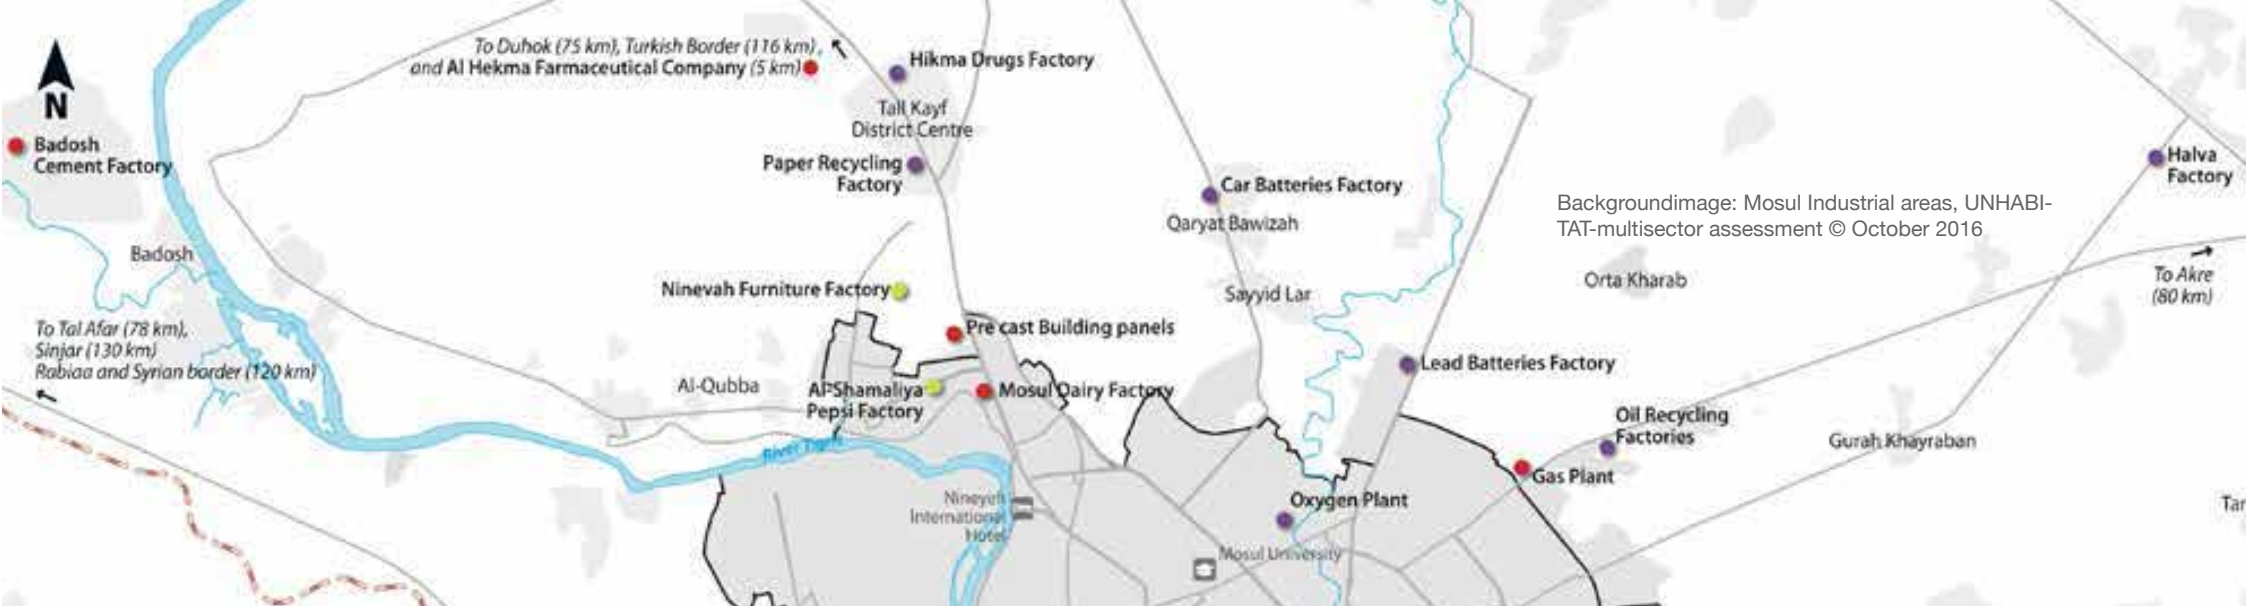 To Duhok (75 km), Turkish Border (116 km),
and Al Hekma Farmaceutical Company (5 km)
Hikma Drugs Factory
N
Tall Kayf
District Centre
Badosh
Cement Factory
Paper Recycling
Factory
Car Batteries Factory
Qaryat Bawizah
Halva
Factory
Backgroundimage: Mosul Industrial areas, UNHABI-
TAT-multisector assessment © October 2016
Badosh
Ninevah Furniture Factory
Sayyid Lar
Orta Kharab
To Akre
(80 km)
To Tal Afar (78 km),
Sinjar (130 km)
Rabiaa and Syrian border (120 km)
Pre cast Building panels
Lead Batteries Factory
Al-Qubba
Al-Shamaliya
Pepsi Factory
Mosul Dairy Factory
Oil Recycling
Factories
Gurah Khayraban
River Tigris
Gas Plant
Nineveh
International
Hotel
Oxygen Plant
Tar
Mosul University